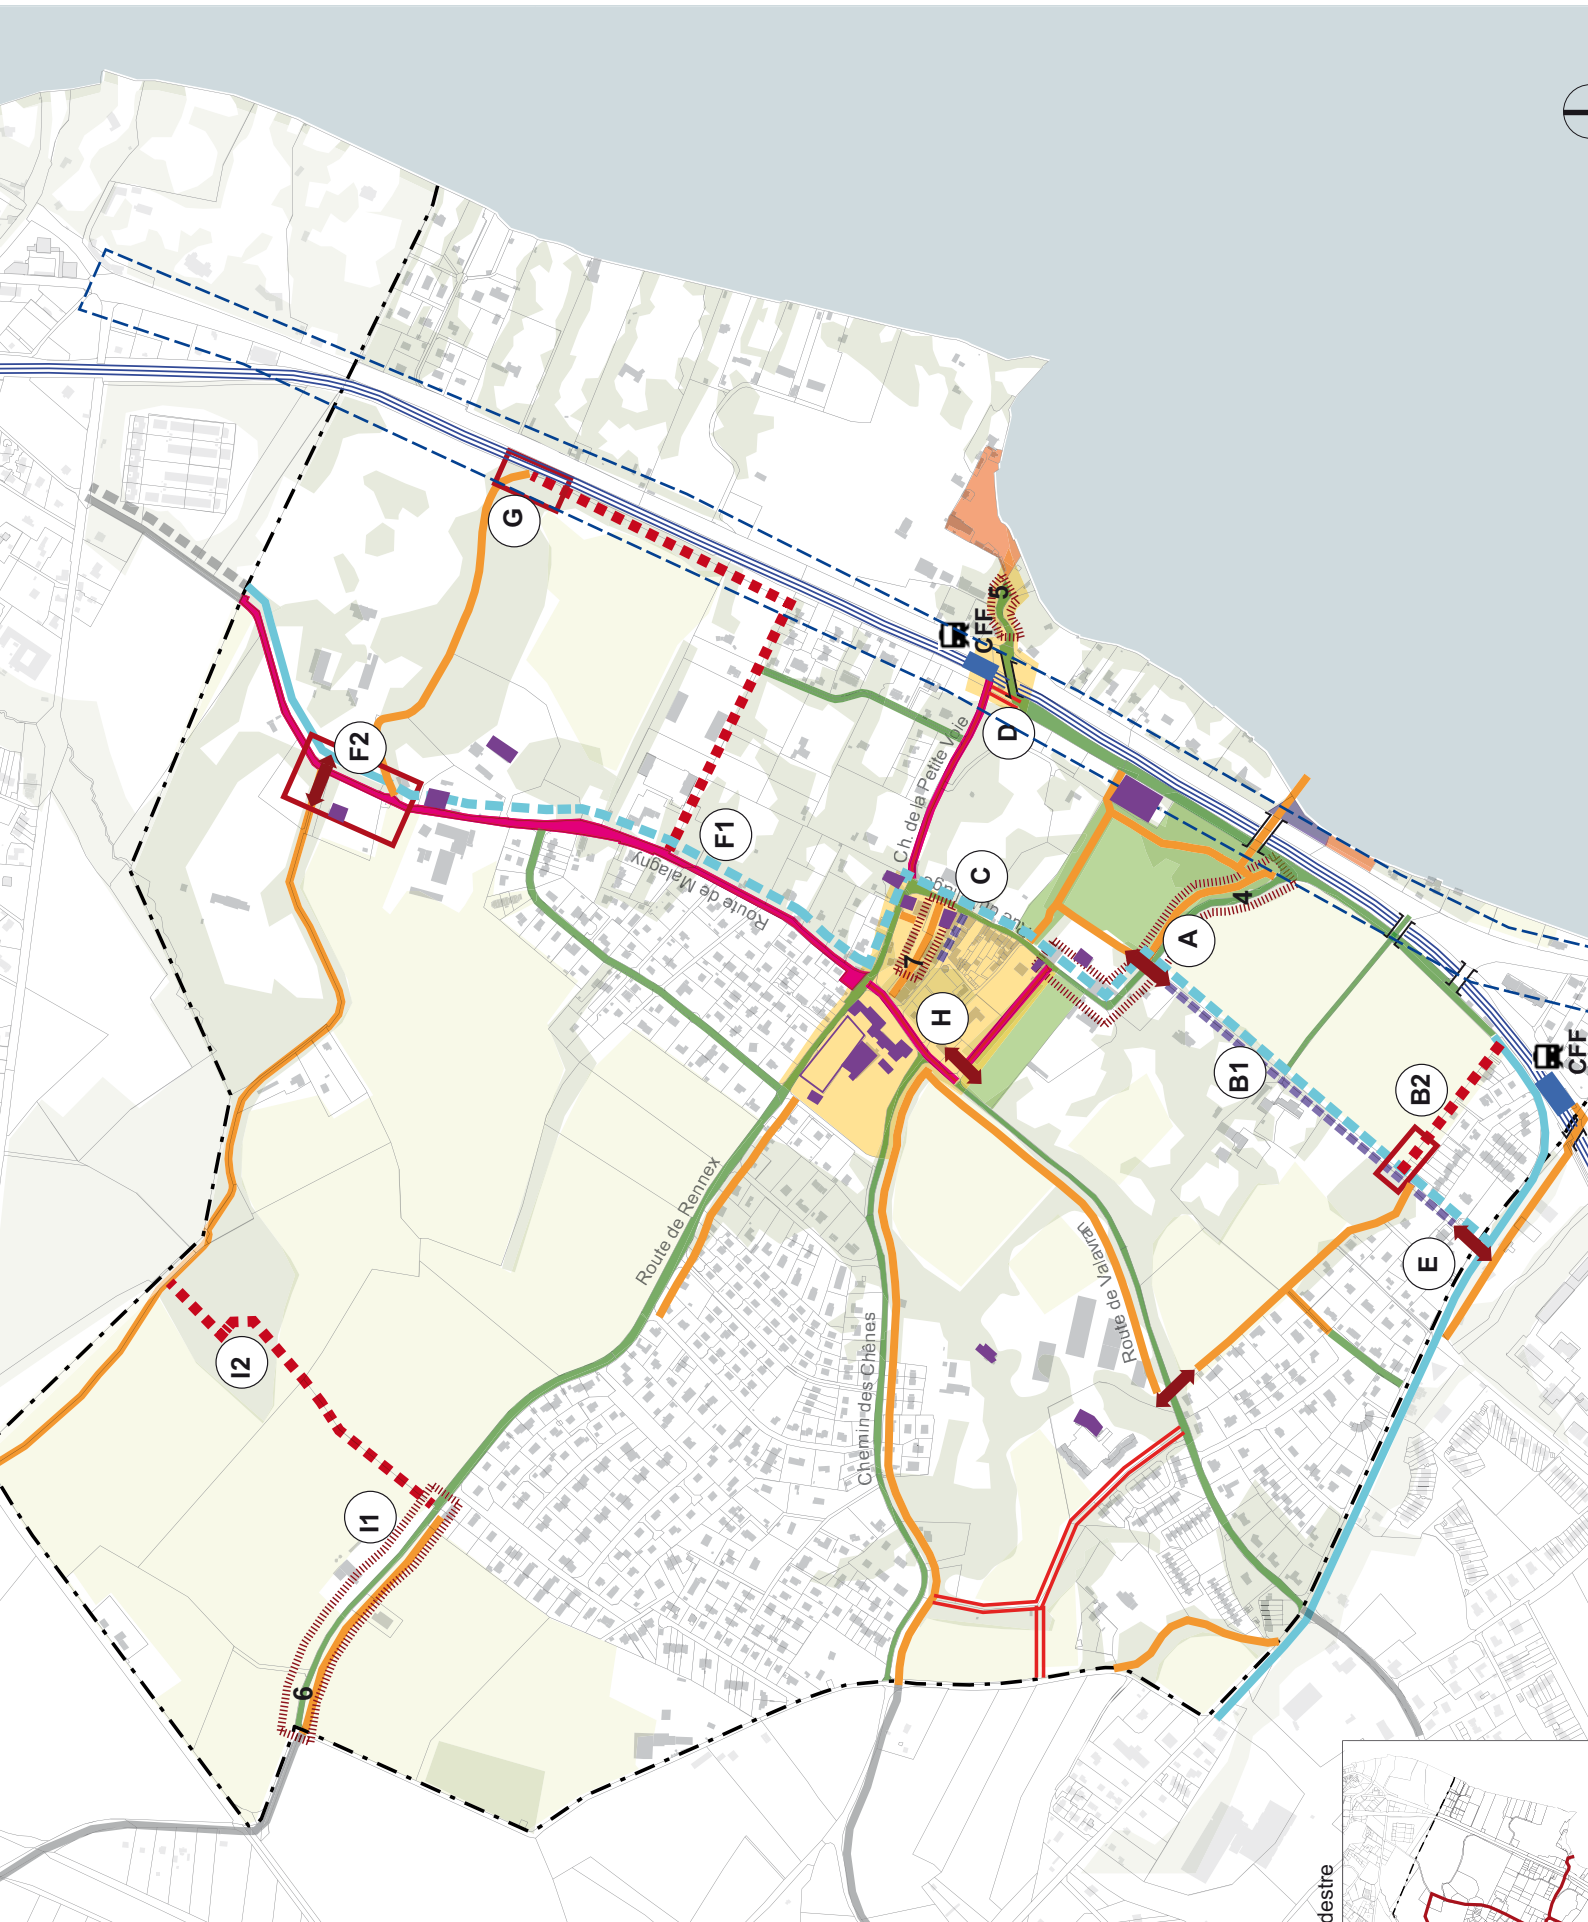 G
F2
F1
CFF
5
D
Ch. de la Petite Voie
Route de Malagny
C
4
A
7
H
B1
B2
CFF
E
Route de Rennex
Route de Valavran
Chemin des Chênes
I2
I1
6
7
destre